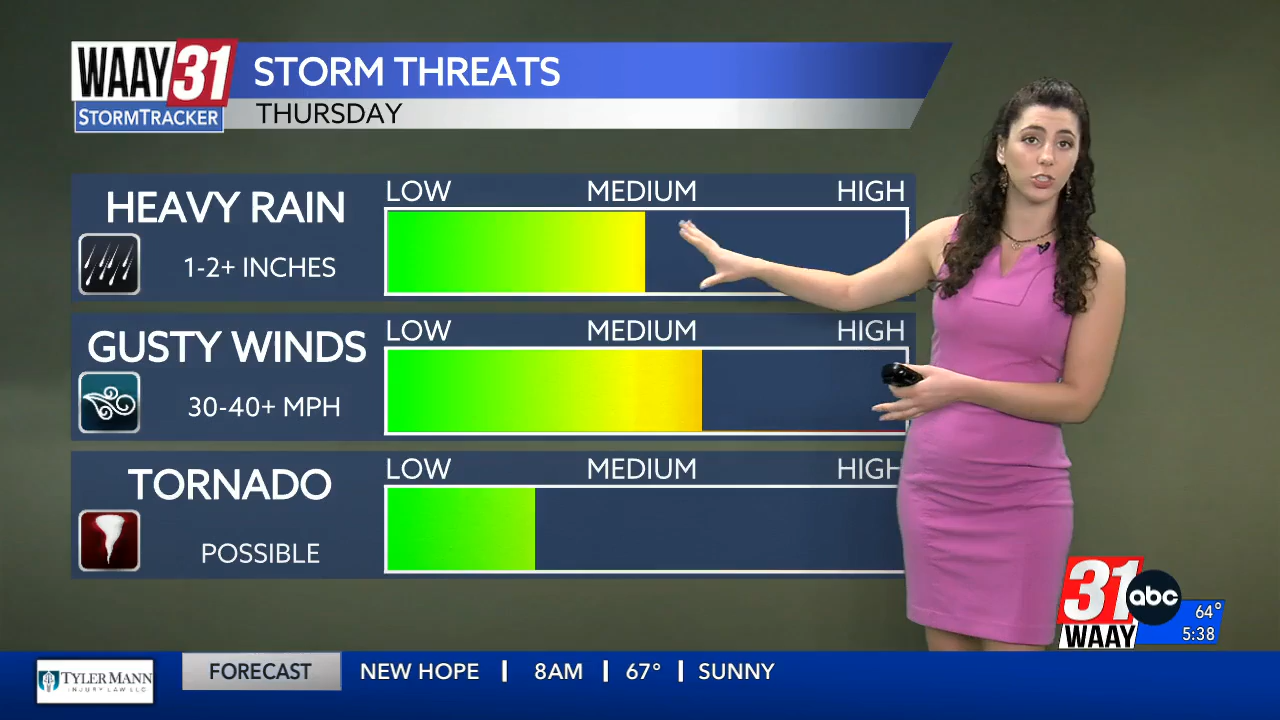 WAAY 31
STORMTRACKER
STORM THREATS
THURSDAY
HEAVY RAIN
1-2+ INCHES
LOW MEDIUM HIGH
GUSTY WINDS
30-40+ MPH
LOW MEDIUM HIGH
TORNADO
POSSIBLE
LOW MEDIUM HIGH
31
abc
WAAY
64°
5:38
TYLER MANN
INJURY LAW LLC
FORECAST
NEW HOPE | 8AM | 67° | SUNNY